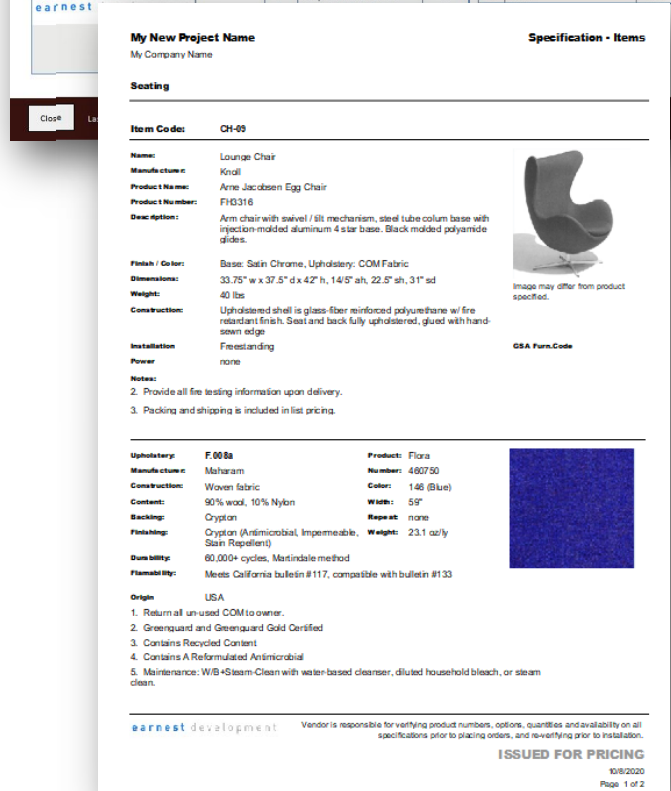 earnest
Close La
My New Project Name Specification - Items
My Company Name
Seating
Item Code: CH-09
Name: Lounge Chair
Manufacturer: Knoll
Product Name: Arne Jacobsen Egg Chair
Product Number: FH3316
Description: Arm chair with swivel / tilt mechanism, steel tube colum base with
injection-molded aluminum 4 star base. Black molded polyamide
glides.
Finish / Color: Base: Satin Chrome, Upholstery: COM Fabric
Dimensions: 33.75" w x 37.5" d x 42" h, 14/5" ah, 22.5" sh, 31" sd
Image may differ from product
specified.
Weight: 40 lbs
Construction: Upholstered shell is glass-fiber reinforced polyurethane w/ fire
retardant finish. Seat and back fully upholstered, glued with hand-
sewn edge
Installation Freestanding GSA Furn.Code
Power none
Notes:
2. Provide all fire testing information upon delivery.
3. Packing and shipping is included in list pricing.
Upholstery: F.008a Product: Flora
Manufacturer: Maharam Number: 460750
Construction: Woven fabric Color: 146 (Blue)
Content: 90% wool, 10% Nylon Width: 59"
Backing: Crypton Repeat: none
Finishing: Crypton (Antimicrobial, Impermeable, Weight: 23.1 oz/ly
Stain Repellent)
Durability: 60,000+ cycles, Martindale method
Flamability: Meets California bulletin #117, compatible with bulletin #133
Origin USA
1. Return all un-used COM to owner.
2. Greenguard and Greenguard Gold Certified
3. Contains Recycled Content
4. Contains A Reformulated Antimicrobial
5. Maintenance: W/B+Steam-Clean with water-based cleanser, diluted household bleach, or steam
clean.
earnest development Vendor is responsible for verifying product numbers, options, quantities and availability on all
specifications prior to placing orders, and re-verifying prior to installation.
ISSUED FOR PRICING
10/8/2020
Page 1 of 2